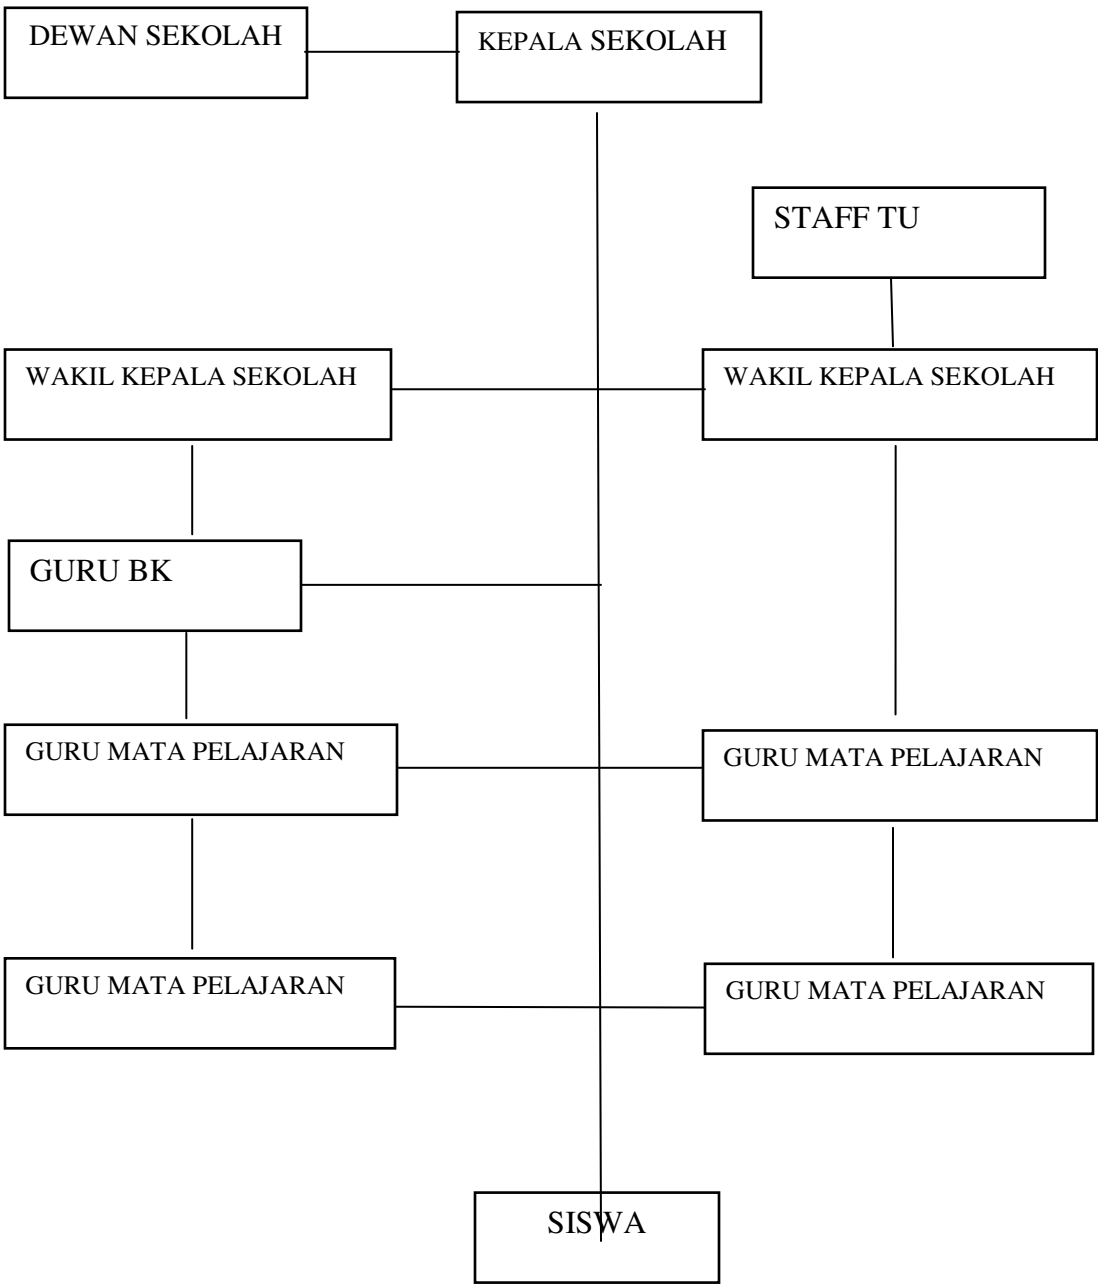 DEWAN SEKOLAH
KEPALA SEKOLAH
STAFF TU
WAKIL KEPALA SEKOLAH
WAKIL KEPALA SEKOLAH
GURU BK
GURU MATA PELAJARAN
GURU MATA PELAJARAN
GURU MATA PELAJARAN
GURU MATA PELAJARAN
SISWA